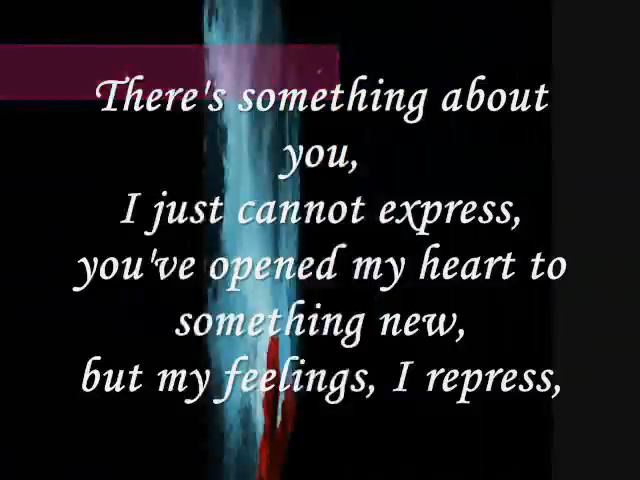 There's something about
you,
I just cannot express,
you've opened my heart to
something new,
but my feelings, I repress,